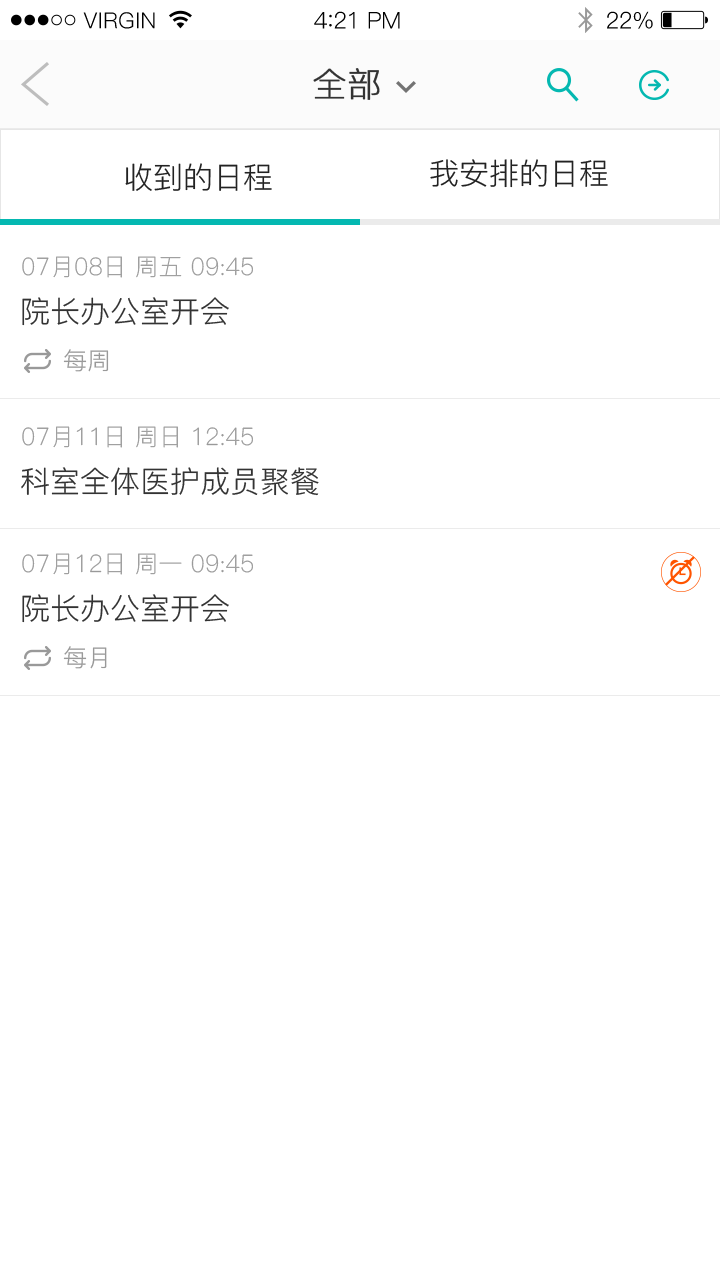 VIRGIN 4:21 PM 22%
全部
收到的日程 我安排的日程
07月08日 周五 09:45
院长办公室开会
每周
07月11日 周日 12:45
科室全体医护成员聚餐
07月12日 周一 09:45
院长办公室开会
每月